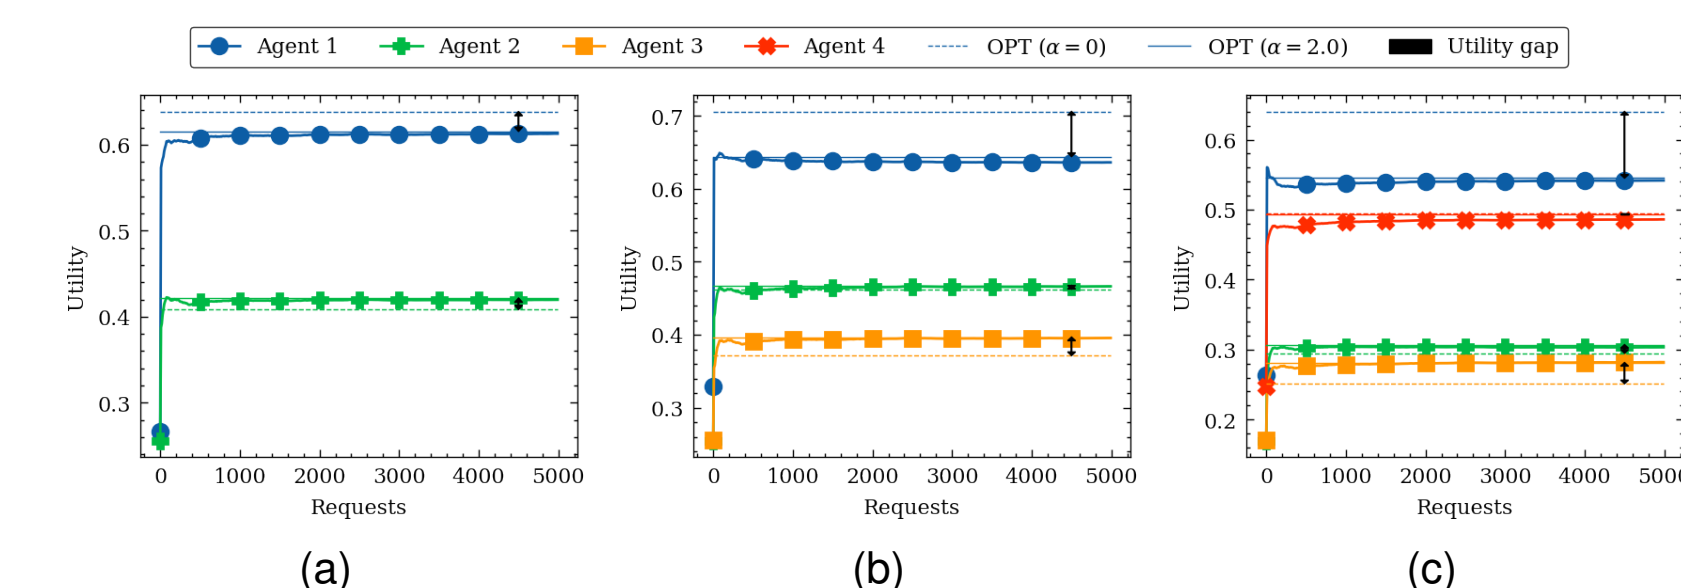 Agent 1 Agent 2 Agent 3 Agent 4 OPT (α = 0) OPT (α = 2.0) Utility gap
0.6
0.5
0.4
0.3
Utility
0 1000 2000 3000 4000 5000
Requests
(a)
0.7
0.6
0.5
0.4
0.3
Utility
0 1000 2000 3000 4000 5000
Requests
(b)
0.6
0.5
0.4
0.3
0.2
Utility
0 1000 2000 3000 4000 500
Requests
(c)